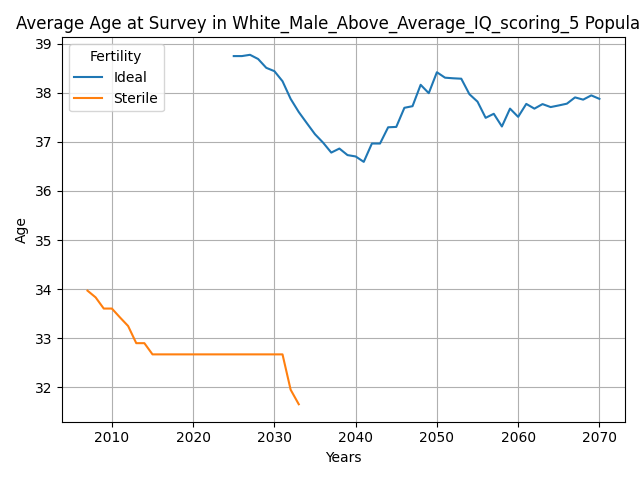 Average Age at Survey in White_Male_Above_Average_IQ_scoring_5 Popula
39
38
37
36
35
34
33
32
Age
Fertility
Ideal
Sterile
2010 2020 2030 2040 2050 2060 2070
Years